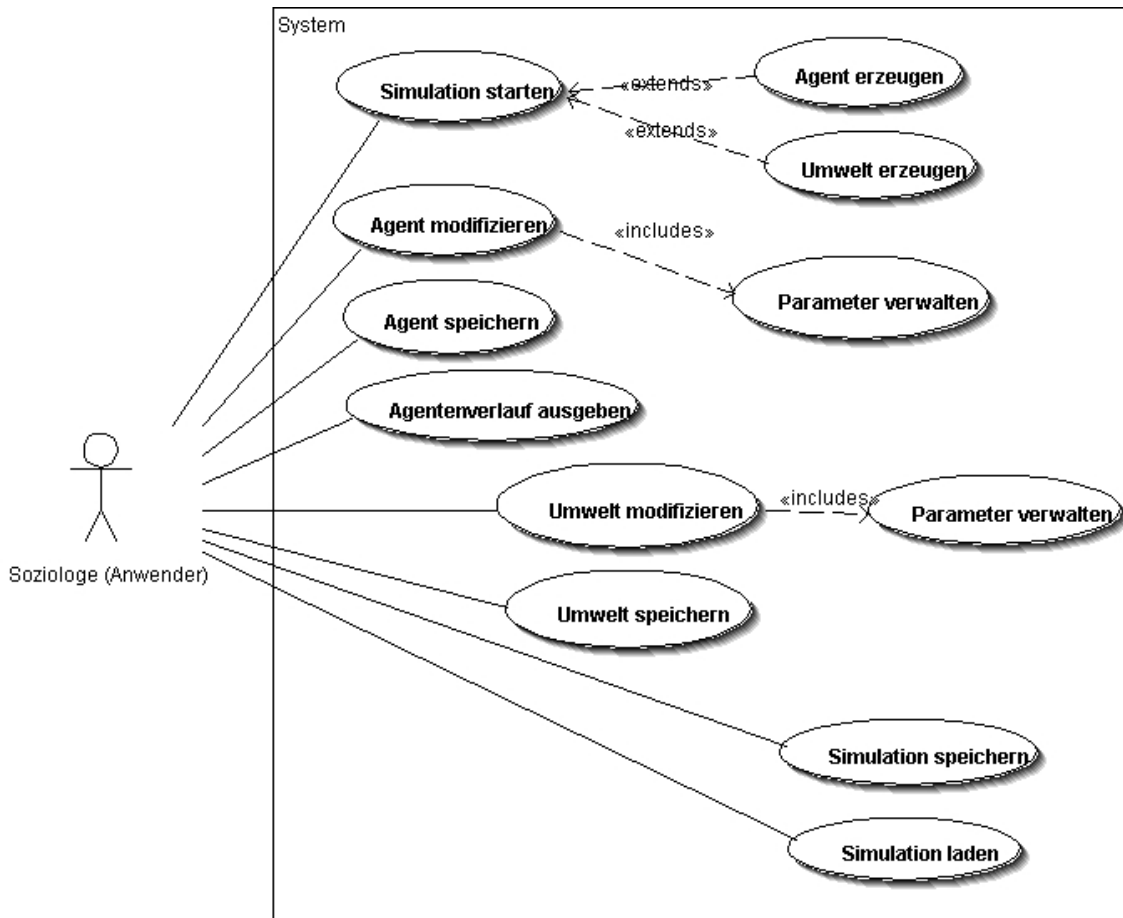 System
Simulation starten
«extends»
Agent erzeugen
«extends»
Umwelt erzeugen
Agent modifizieren
«includes»
Parameter verwalten
Agent speichern
Agentenverlauf ausgeben
Umwelt modifizieren
«includes»
Parameter verwalten
Soziologe (Anwender)
Umwelt speichern
Simulation speichern
Simulation laden